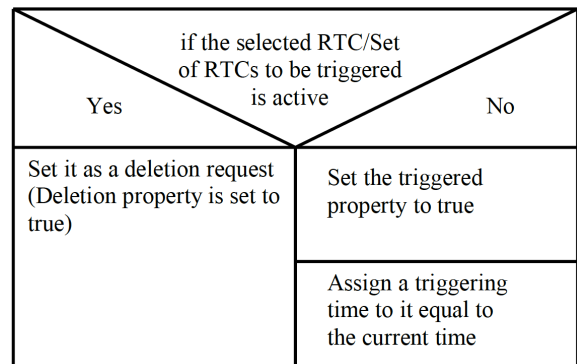 if the selected RTC/Set
of RTCs to be triggered
is active
Yes
No
Set it as a deletion request
(Deletion property is set to
true)
Set the triggered
property to true
Assign a triggering
time to it equal to
the current time